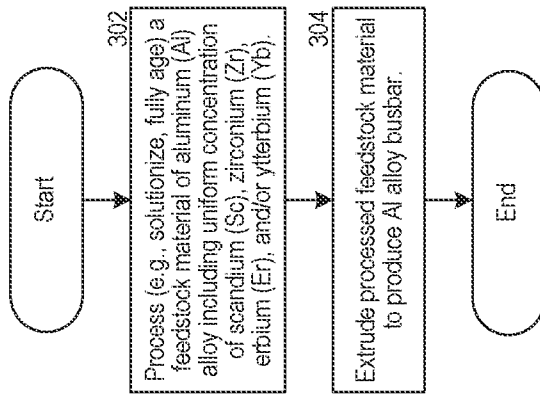 Start
302
Process (e.g., solutionize, fully age) a
feedstock material of aluminum (Al)
alloy including uniform concentration
of scandium (Sc), zirconium (Zr),
erbium (Er), and/or ytterbium (Yb).
304
Extrude processed feedstock material
to produce Al alloy busbar.
End